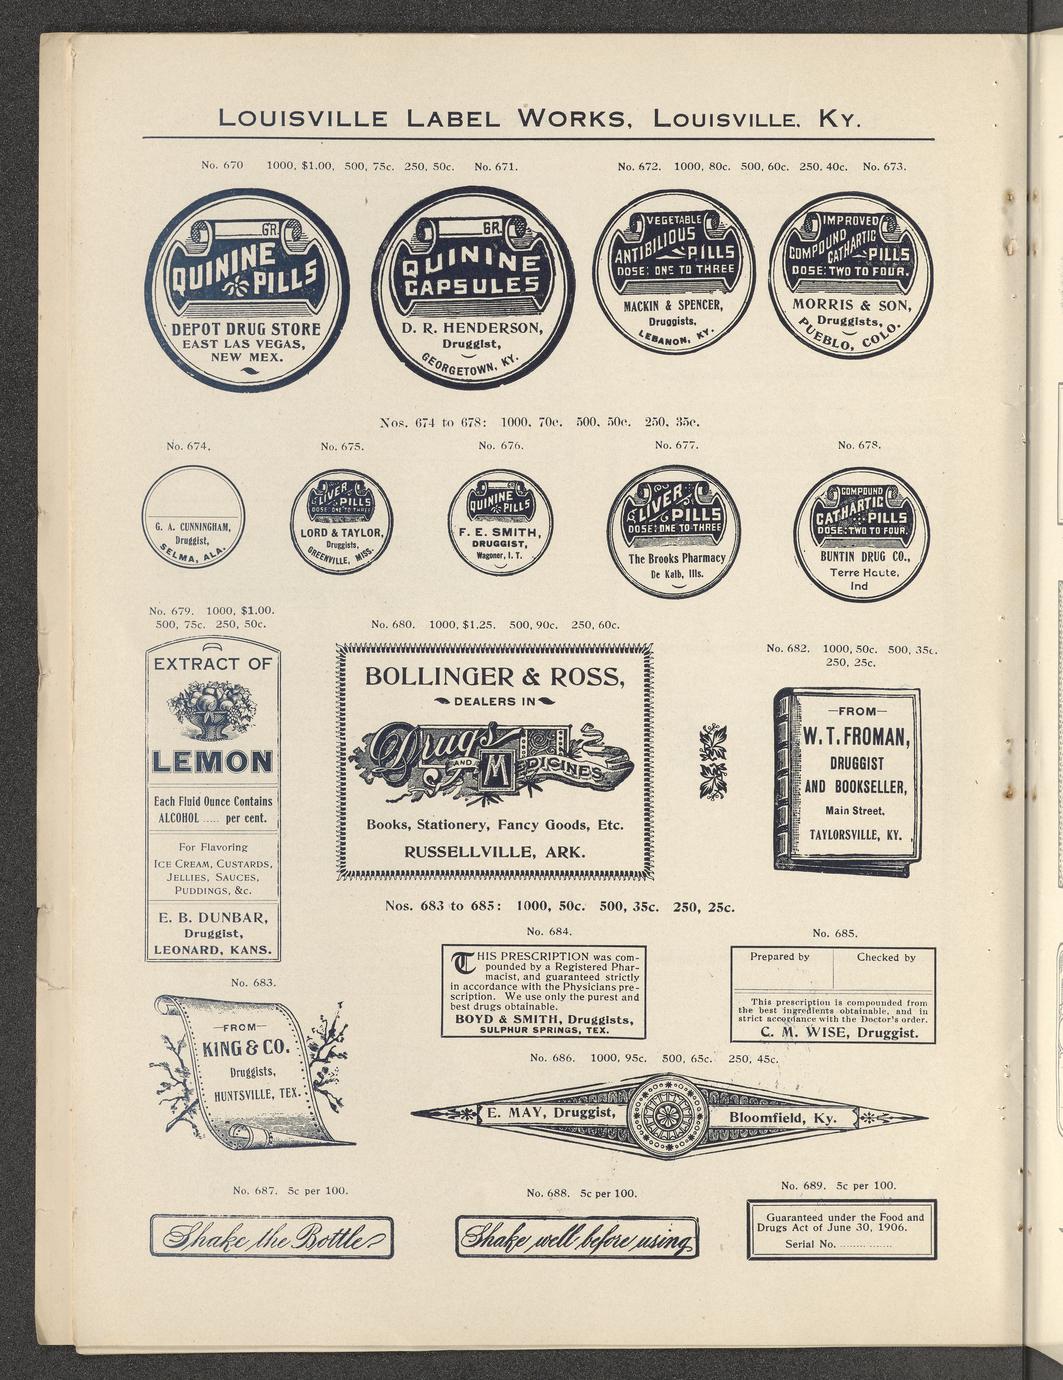 LOUISVILLE LABEL WORKS, LOUISVILLE, KY.
No. 670 1000, $1.00, 500, 75c. 250, 50c. No. 671.
No. 672. 1000, 80c. 500, 60c. 250, 40c. No. 673.
GR.
QUININE
PILLS
DEPOT DRUG STORE
EAST LAS VEGAS,
NEW MEX.
GR.
QUININE
CAPSULES
D. R. HENDERSON,
Druggist,
GEORGETOWN, KY.
VEGETABLE
ANTIBILIOUS
PILLS
DOSE: ONE TO THREE
MACKIN & SPENCER,
Druggists,
LEBANON, KY.
IMPROVED
COMPOUND
CATHARTIC
PILLS
DOSE: TWO TO FOUR.
MORRIS & SON,
Druggists,
PUEBLO, COLO.
Nos. 674 to 678: 1000, 70c. 500, 50c. 250, 35c.
No. 674.
No. 675.
No. 676.
No. 677.
No. 678.
G. A. CUNNINGHAM,
Druggist,
SELMA, ALA.
LIVER
PILLS
DOSE: ONE TO THREE
LORD & TAYLOR,
Druggists,
GREENVILLE, MISS.
QUININE
PILLS
F. E. SMITH,
DRUGGIST,
Wagoner, I. T.
LIVER
PILLS
DOSE: ONE TO THREE
The Brooks Pharmacy
De Kalb, Ills.
COMPOUND
CATHARTIC
PILLS
DOSE: TWO TO FOUR.
BUNTIN DRUG CO.,
Terre Haute,
Ind
No. 679. 1000, $1.00.
500, 75c. 250, 50c.
EXTRACT OF
LEMON
Each Fluid Ounce Contains
ALCOHOL ..... per cent.
For Flavoring
ICE CREAM, CUSTARDS,
JELLIES, SAUCES,
PUDDINGS, &c.
E. B. DUNBAR,
Druggist,
LEONARD, KANS.
No. 680. 1000, $1.25. 500, 90c. 250, 60c.
BOLLINGER & ROSS,
DEALERS IN
Drugs
AND MEDICINES
Books, Stationery, Fancy Goods, Etc.
RUSSELLVILLE, ARK.
No. 682. 1000, 50c. 500, 35c.
250, 25c.
—FROM—
W. T. FROMAN,
DRUGGIST
AND BOOKSELLER,
Main Street,
TAYLORSVILLE, KY.
Nos. 683 to 685: 1000, 50c. 500, 35c. 250, 25c.
No. 683.
—FROM—
KING & CO.
Druggists,
HUNTSVILLE, TEX.
No. 684.
THIS PRESCRIPTION was com-
pounded by a Registered Phar-
macist, and guaranteed strictly
in accordance with the Physicians pre-
scription. We use only the purest and
best drugs obtainable.
BOYD & SMITH, Druggists,
SULPHUR SPRINGS, TEX.
No. 685.
Prepared by Checked by
This prescription is compounded from
the best ingredients obtainable, and in
strict accordance with the Doctor's order.
C. M. WISE, Druggist.
No. 686. 1000, 95c. 500, 65c. 250, 45c.
E. MAY, Druggist, Bloomfield, Ky.
No. 687. 5c per 100.
Shake the Bottle
No. 688. 5c per 100.
Shake well before using
No. 689. 5c per 100.
Guaranteed under the Food and
Drugs Act of June 30, 1906.
Serial No. ................